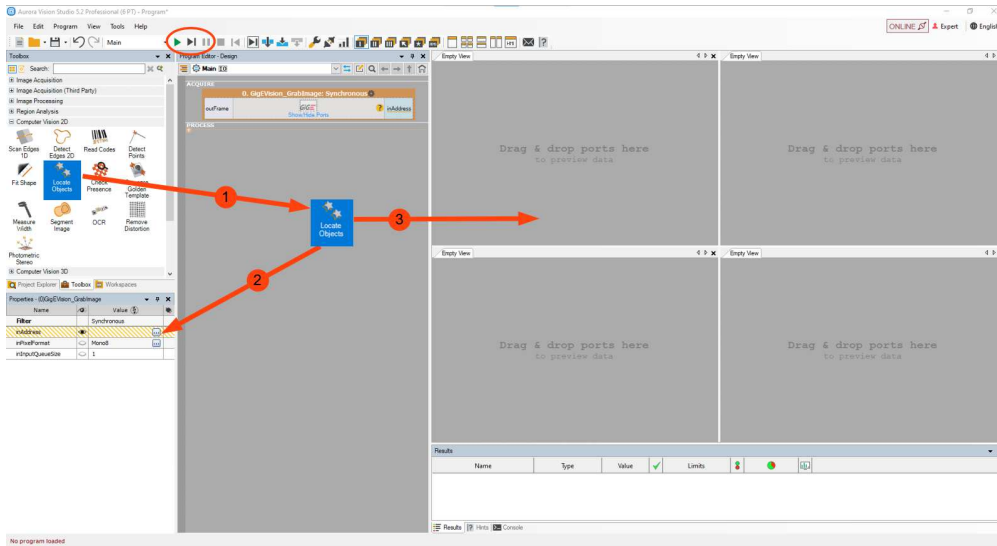 Aurora Vision Studio 5.2 Professional (6 PT) - Program*
File Edit Program View Tools Help
ONLINE Expert English
Main
Toolbox
Program Editor - Design
Empty View
Empty View
Search:
Main
Image Acquisition
Image Acquisition (Third Party)
Image Processing
Region Analysis
Computer Vision 2D
ACQUIRE
0. GigEVision_GrabImage: Synchronous
outFrame
GIGE
inAddress
Show/Hide Ports
PROCESS
Scan Edges 1D
Detect Edges 2D
Read Codes
Detect Points
Fit Shape
Locate Objects
Check Presence
Golden Template
Measure Width
Segment Image
OCR
Remove Distortion
Photometric Stereo
Computer Vision 3D
1
Locate
Objects
3
2
Drag & drop ports here
to preview data
Drag & drop ports here
to preview data
Project Explorer Toolbox Workspaces
Empty View
Empty View
Properties - (0)GigEVision_GrabImage
Name Value
Filter Synchronous
inAddress
inPixelFormat Mono8
inInputQueueSize 1
Drag & drop ports here
to preview data
Drag & drop ports here
to preview data
Results
Name Type Value Limits
Results Hints Console
No program loaded